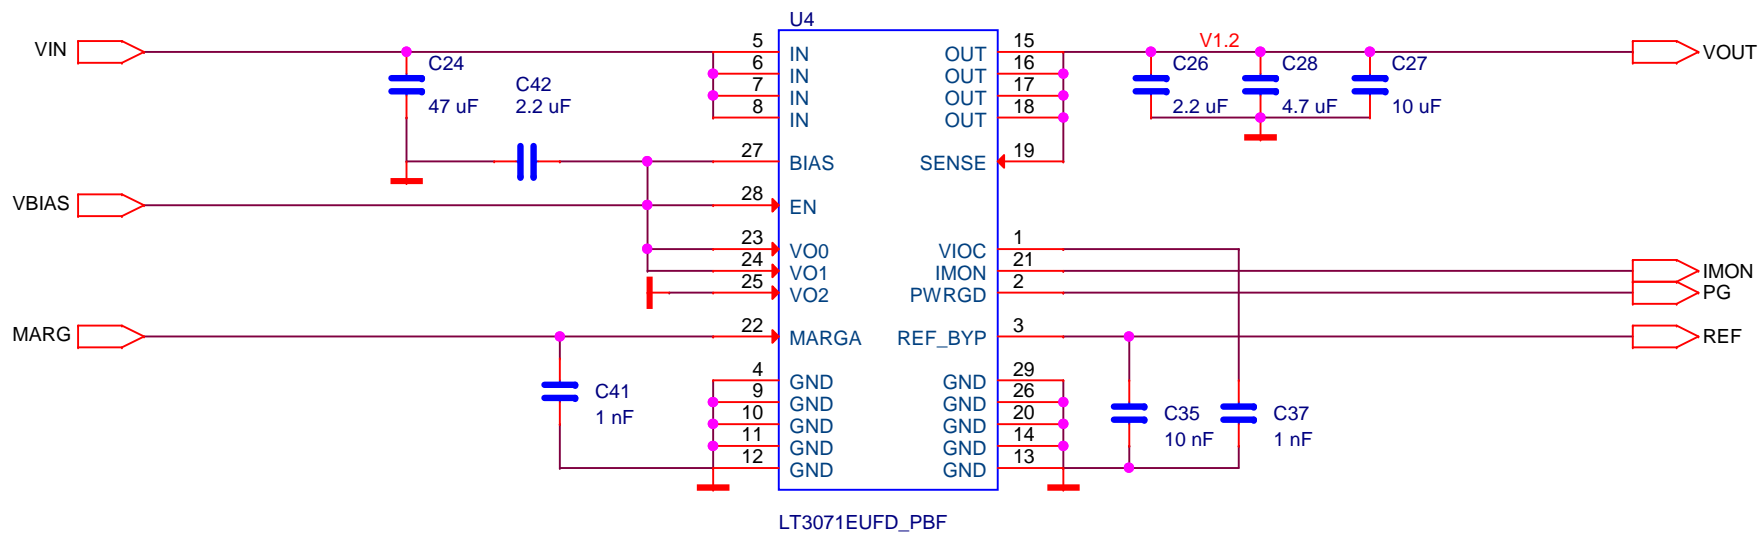 U4
VIN
5
IN
6
IN
7
IN
8
IN
C24
47 uF
C42
2.2 uF
27
BIAS
VBIAS
28
EN
23
VO0
24
VO1
25
VO2
MARG
22
MARGA
C41
1 nF
4
GND
9
GND
10
GND
11
GND
12
GND
OUT
15
OUT
16
OUT
17
OUT
18
SENSE
19
V1.2
VOUT
C26
2.2 uF
C28
4.7 uF
C27
10 uF
VIOC
1
IMON
21
IMON
PWRGD
2
PG
REF_BYP
3
REF
GND
29
GND
26
GND
20
GND
14
GND
13
C35
10 nF
C37
1 nF
LT3071EUFD_PBF